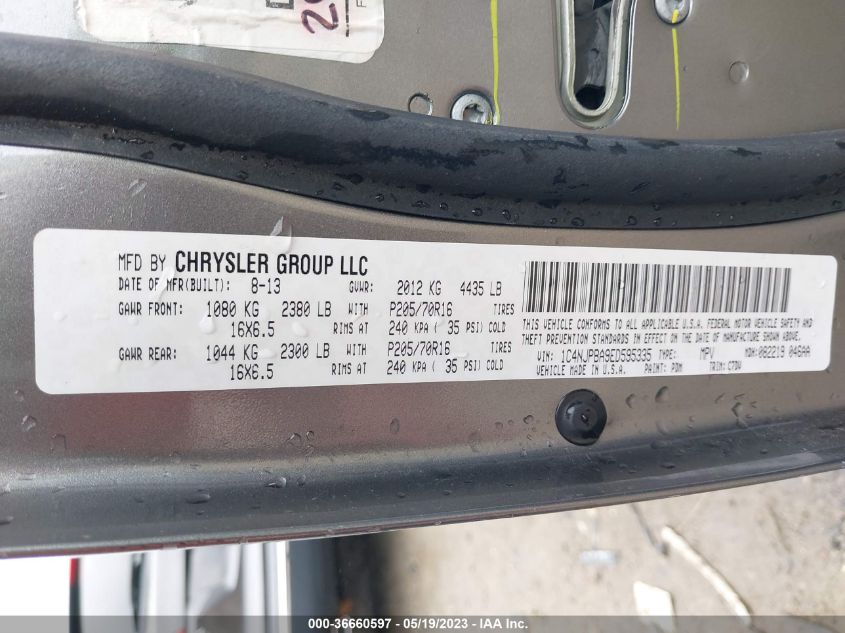 MFD BY CHRYSLER GROUP LLC
DATE OF MFR(BUILT): 8-13 GVWR: 2012 KG 4435 LB
GAWR FRONT: 1080 KG 2380 LB WITH P205/70R16 TIRES
16X6.5 RIMS AT 240 KPA ( 35 PSI) COLD
GAWR REAR: 1044 KG 2300 LB WITH P205/70R16 TIRES
16X6.5 RIMS AT 240 KPA ( 35 PSI) COLD
THIS VEHICLE CONFORMS TO ALL APPLICABLE U.S.A. FEDERAL MOTOR VEHICLE SAFETY AND
THEFT PREVENTION STANDARDS IN EFFECT ON THE DATE OF MANUFACTURE SHOWN ABOVE.
VIN: 1C4NJPBA9ED595335 TYPE: MPV MDH: 082219 046AA
VEHICLE MADE IN U.S.A. PAINT: PDM TRIM: C7DV
000-36660597 - 05/19/2023 - IAA Inc.